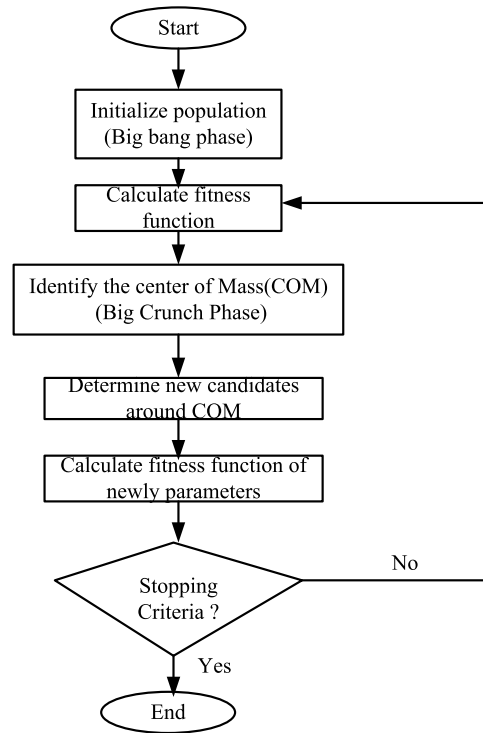 Start
Initialize population
(Big bang phase)
Calculate fitness
function
Identify the center of Mass(COM)
(Big Crunch Phase)
Determine new candidates
around COM
Calculate fitness function of
newly parameters
Stopping
Criteria ?
No
Yes
End